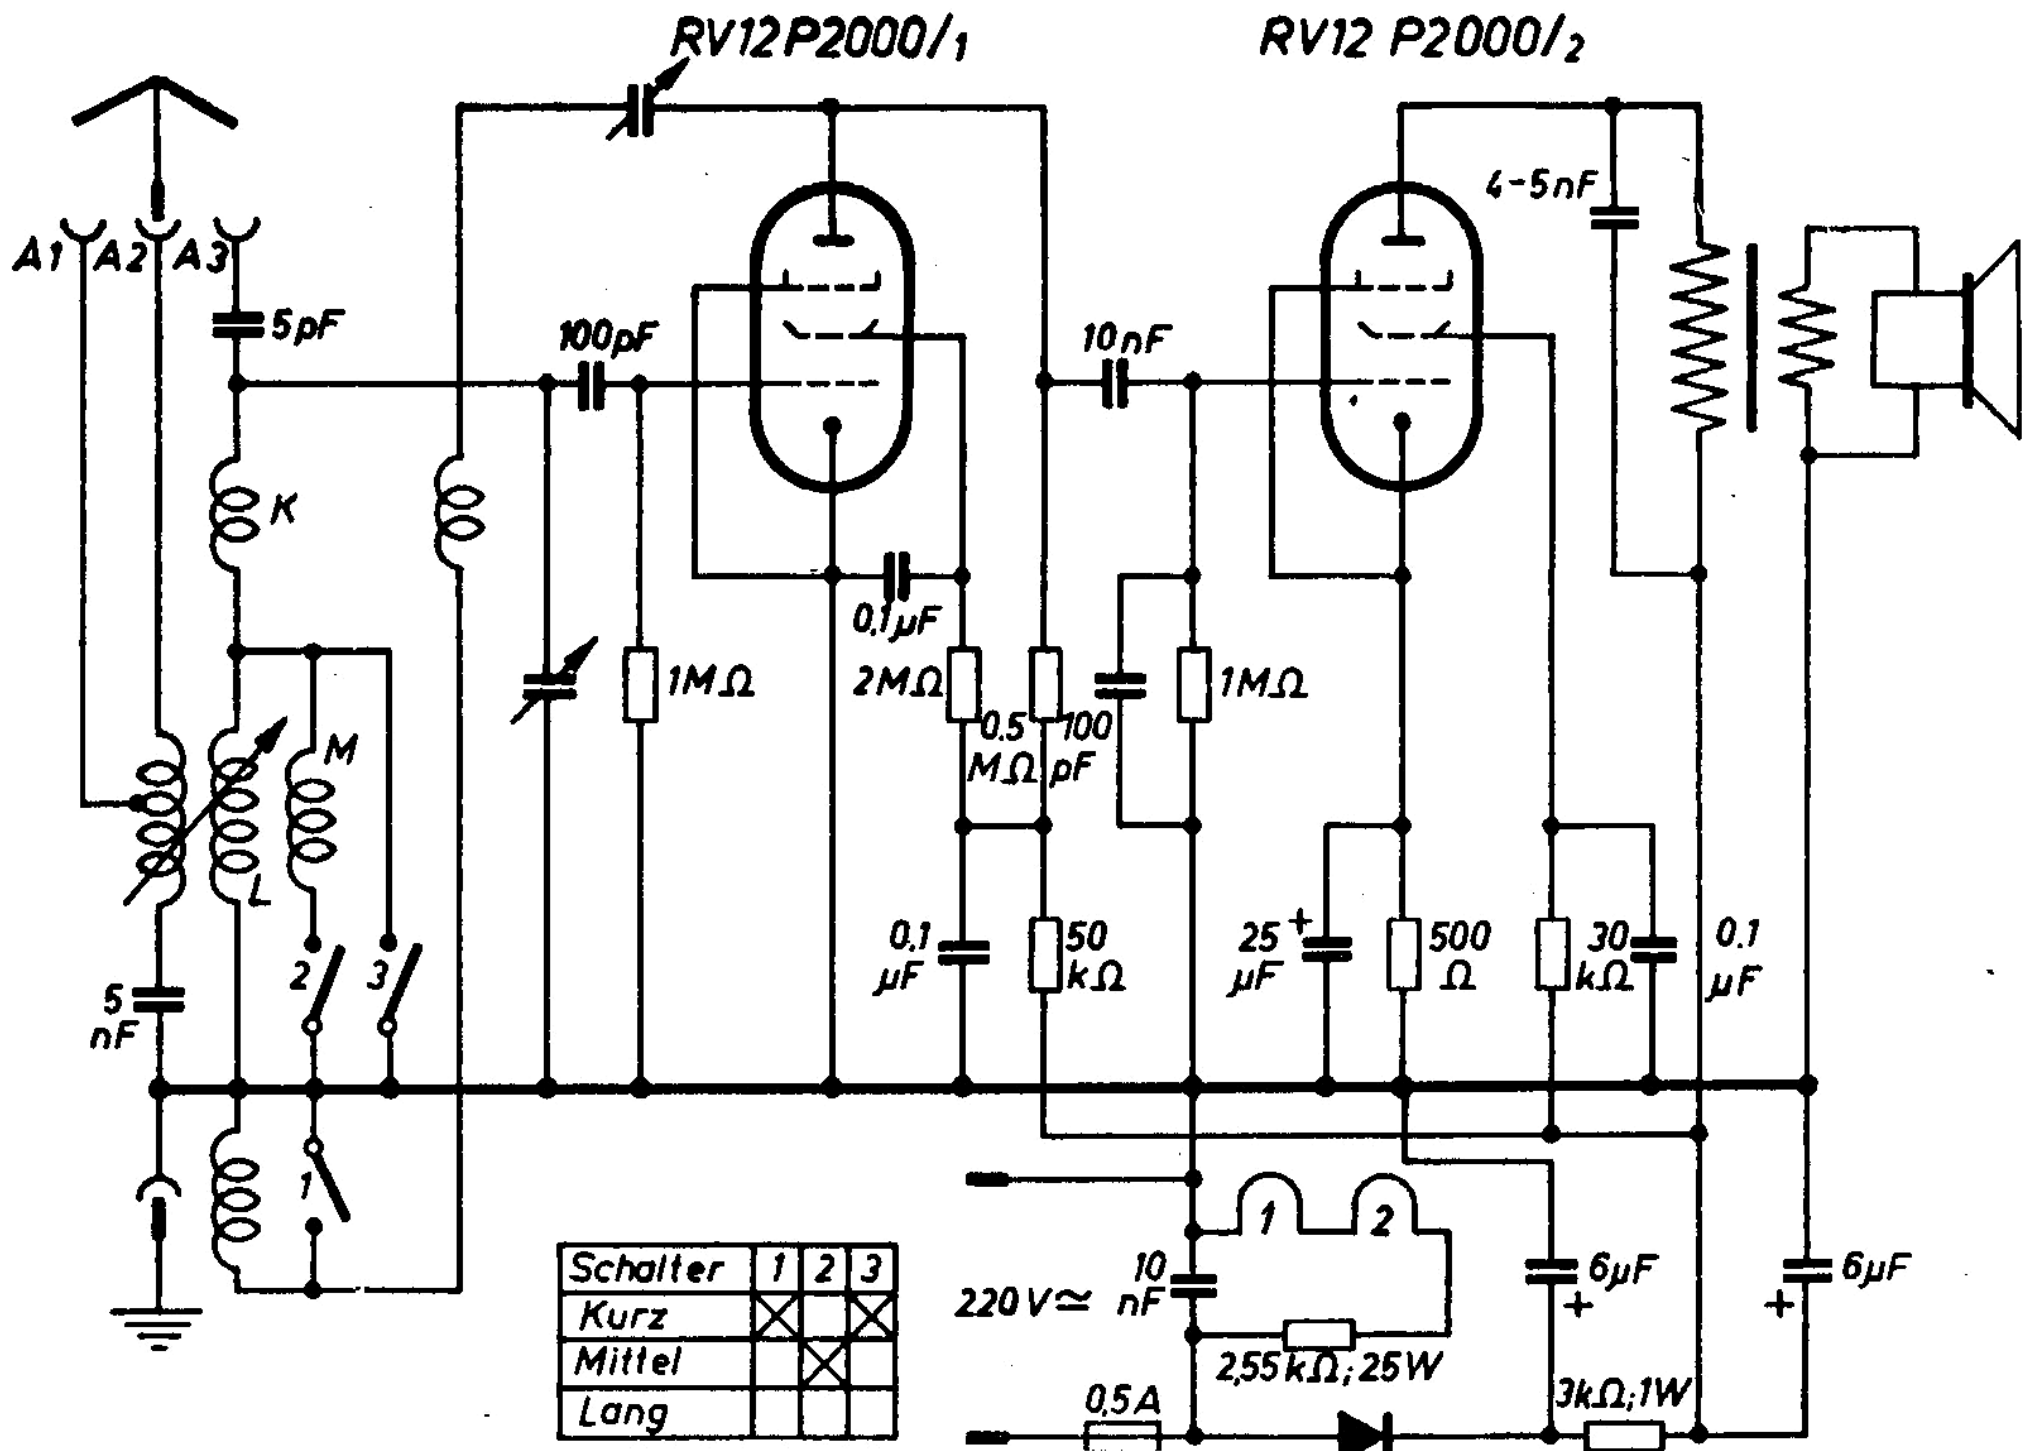 RV12P2000/1
RV12 P2000/2
A1
A2
A3
5pF
100pF
10nF
4-5nF
K
0,1µF
1MΩ
2MΩ
0.5
MΩ
100
pF
1MΩ
M
L
2
3
5
nF
0.1
µF
50
kΩ
25
µF
+
500
Ω
30
kΩ
0.1
µF
1
1
2
10
nF
220V≃
6µF
+
6µF
+
2,55kΩ; 25W
0,5A
3kΩ; 1W
Schalter 1 2 3
Kurz
Mittel
Lang